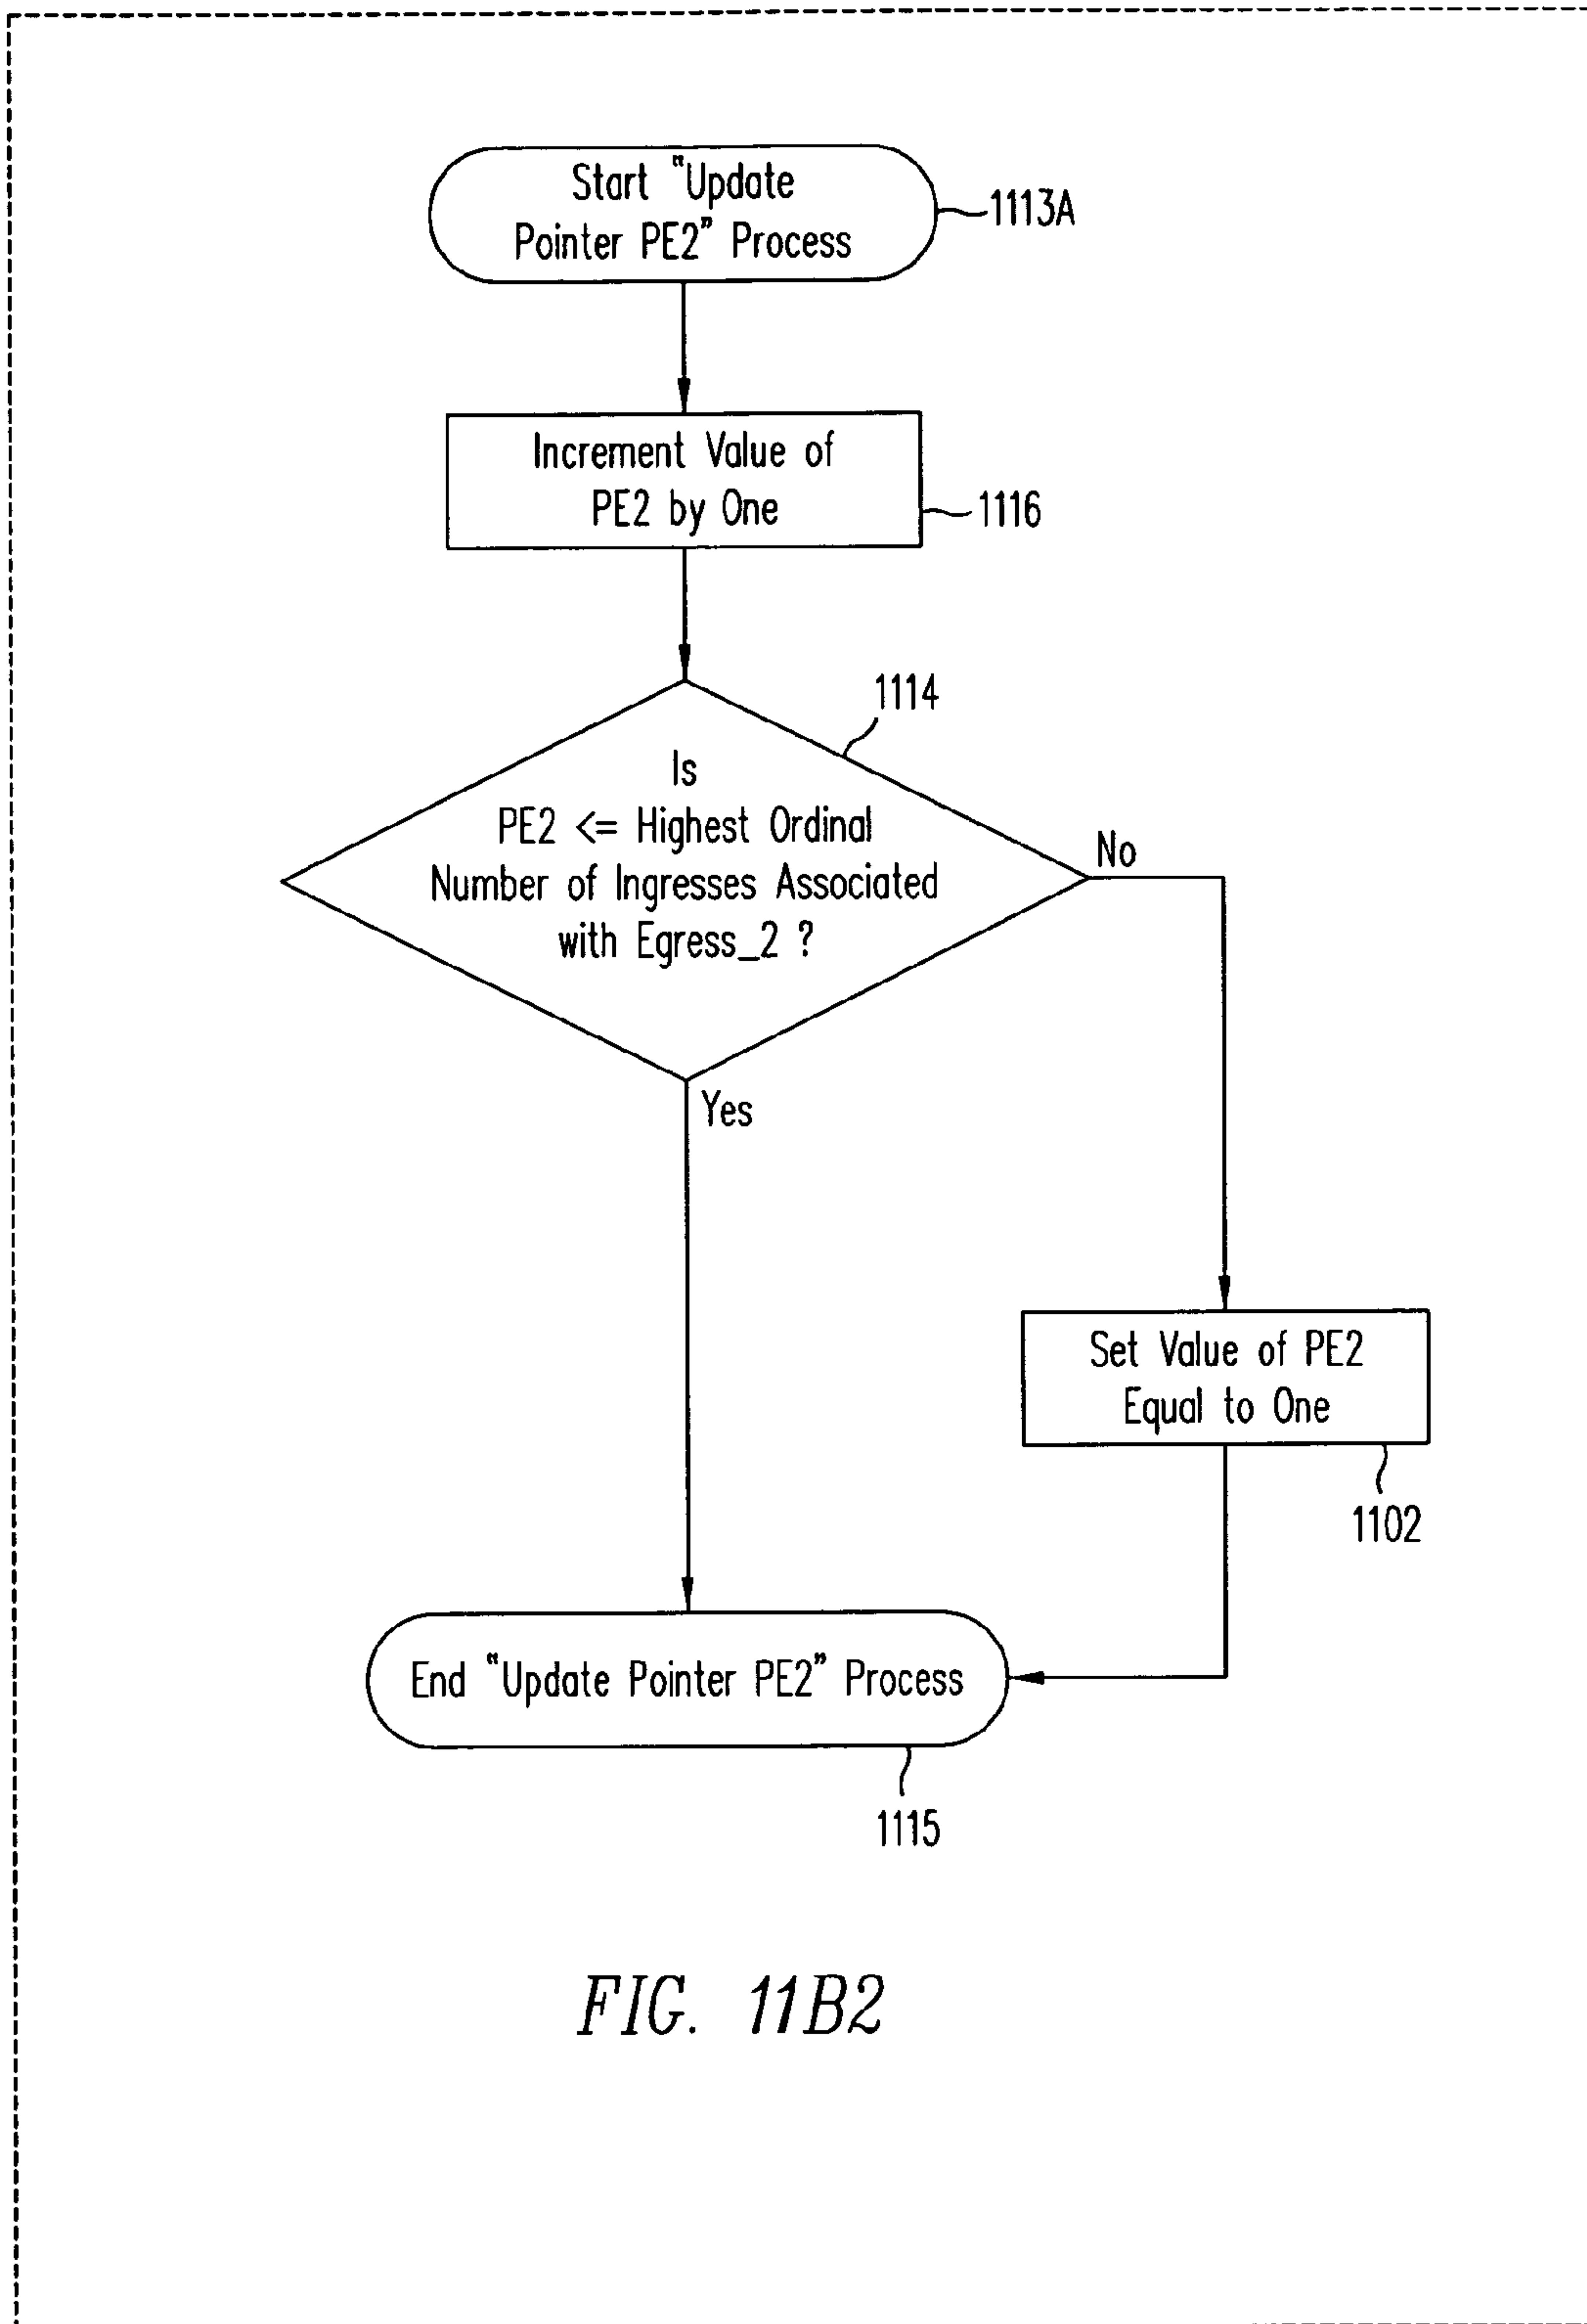 Start "Update
Pointer PE2" Process
1113A
Increment Value of
PE2 by One
1116
1114
Is
PE2 <= Highest Ordinal
Number of Ingresses Associated
with Egress_2 ?
No
Yes
Set Value of PE2
Equal to One
1102
End "Update Pointer PE2" Process
1115
FIG. 11B2